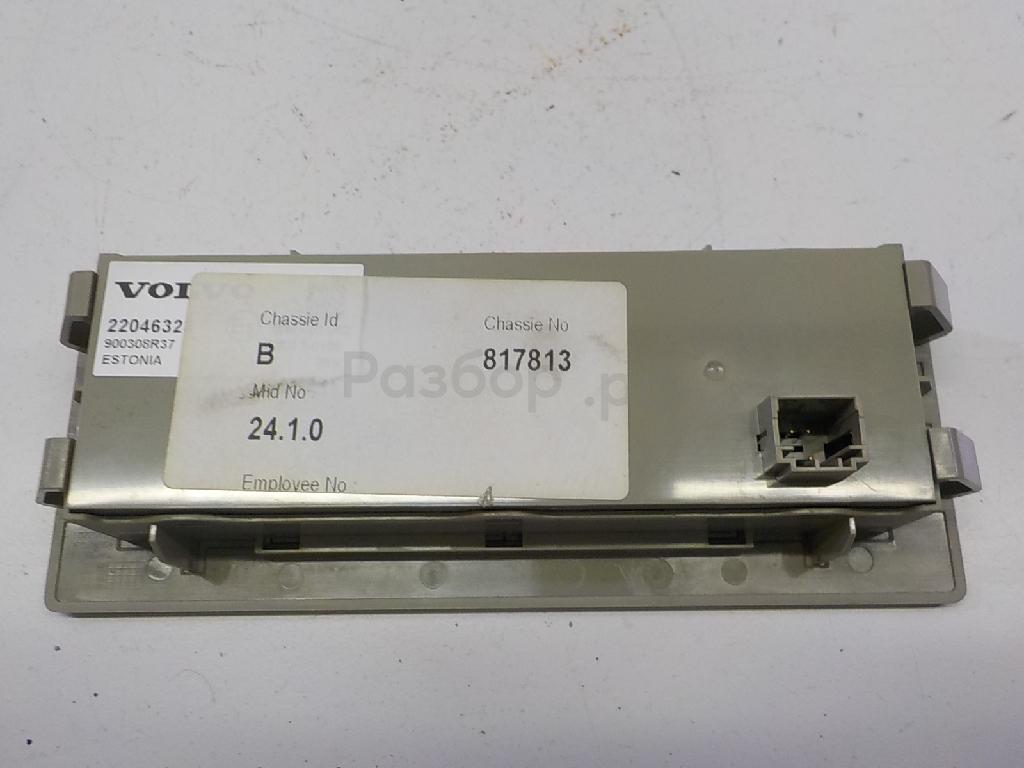 VOLVO
2204632
900308R37
ESTONIA
Chassie Id
Chassie No
B
817813
Mid No
24.1.0
Employee No
Разбор